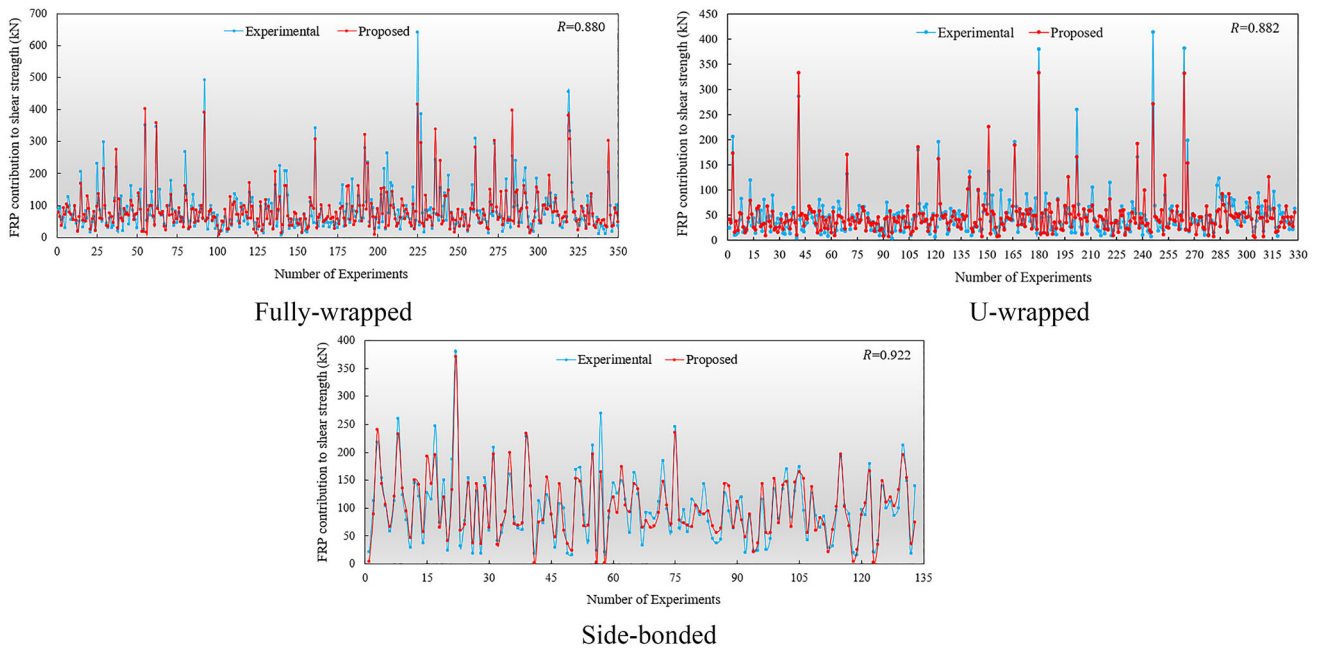 FRP contribution to shear strength (kN)
700
600
500
400
300
200
100
0
Experimental Proposed
R=0.880
1 25 50 75 100 125 150 175 200 225 250 275 300 325 350
Number of Experiments
Fully-wrapped
FRP contribution to shear strength (kN)
450
400
350
300
250
200
150
100
50
0
Experimental Proposed
R=0.882
0 15 30 45 60 75 90 105 120 135 150 165 180 195 210 225 240 255 270 285 300 315 330
Number of Experiments
U-wrapped
FRP contribution to shear strength (kN)
400
350
300
250
200
150
100
50
0
Experimental Proposed
R=0.922
0 15 30 45 60 75 90 105 120 135
Number of Experiments
Side-bonded